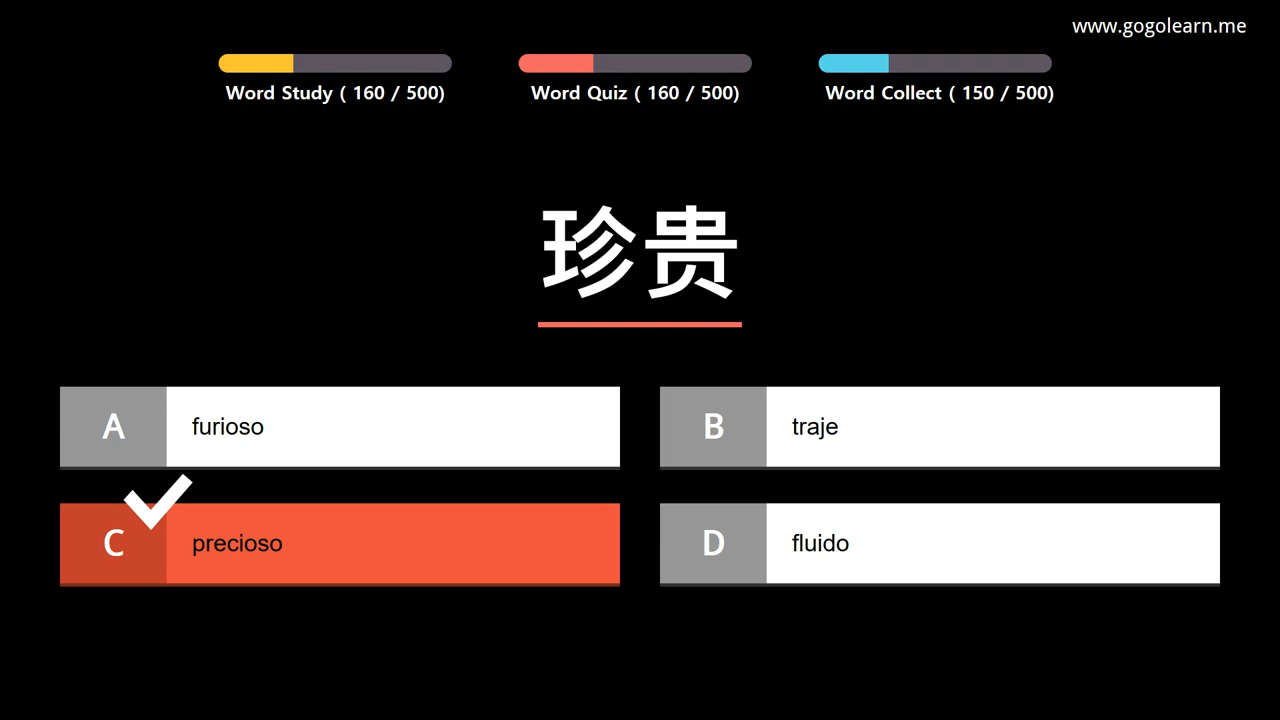 www.gogolearn.me
Word Study ( 160 / 500)
Word Quiz ( 160 / 500)
Word Collect ( 150 / 500)
珍贵
A furioso
B traje
C precioso
D fluido